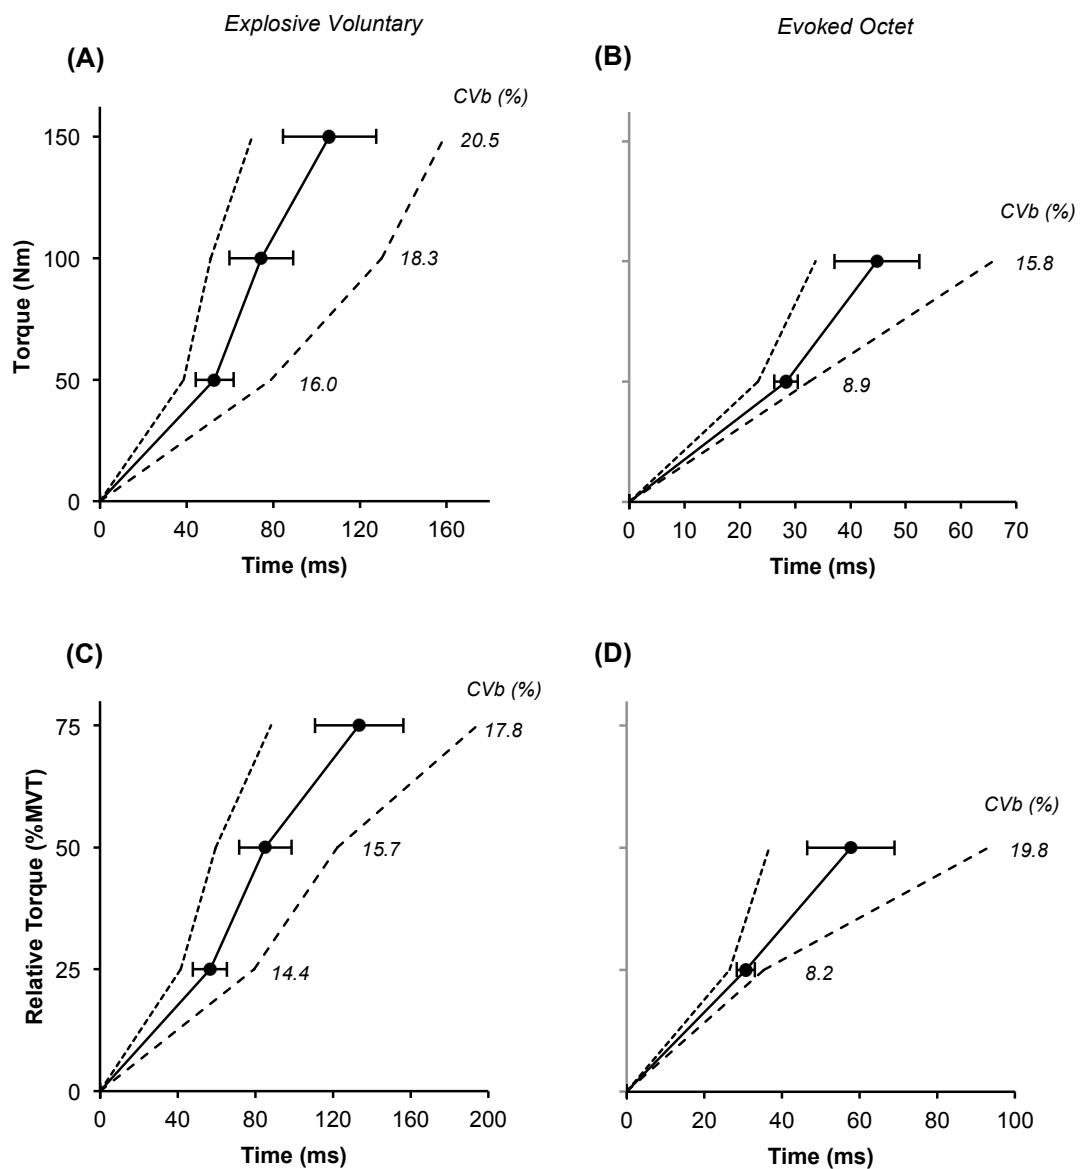 Explosive Voluntary
Evoked Octet
(A)
CVb (%)
150
100
50
0
Torque (Nm)
20.5
18.3
16.0
0 40 80 120 160
Time (ms)
(B)
CVb (%)
15.8
8.9
0 10 20 30 40 50 60 70
Time (ms)
(C)
CVb (%)
75
50
25
0
Relative Torque (%MVT)
17.8
15.7
14.4
0 40 80 120 160 200
Time (ms)
(D)
CVb (%)
19.8
8.2
0 20 40 60 80 100
Time (ms)